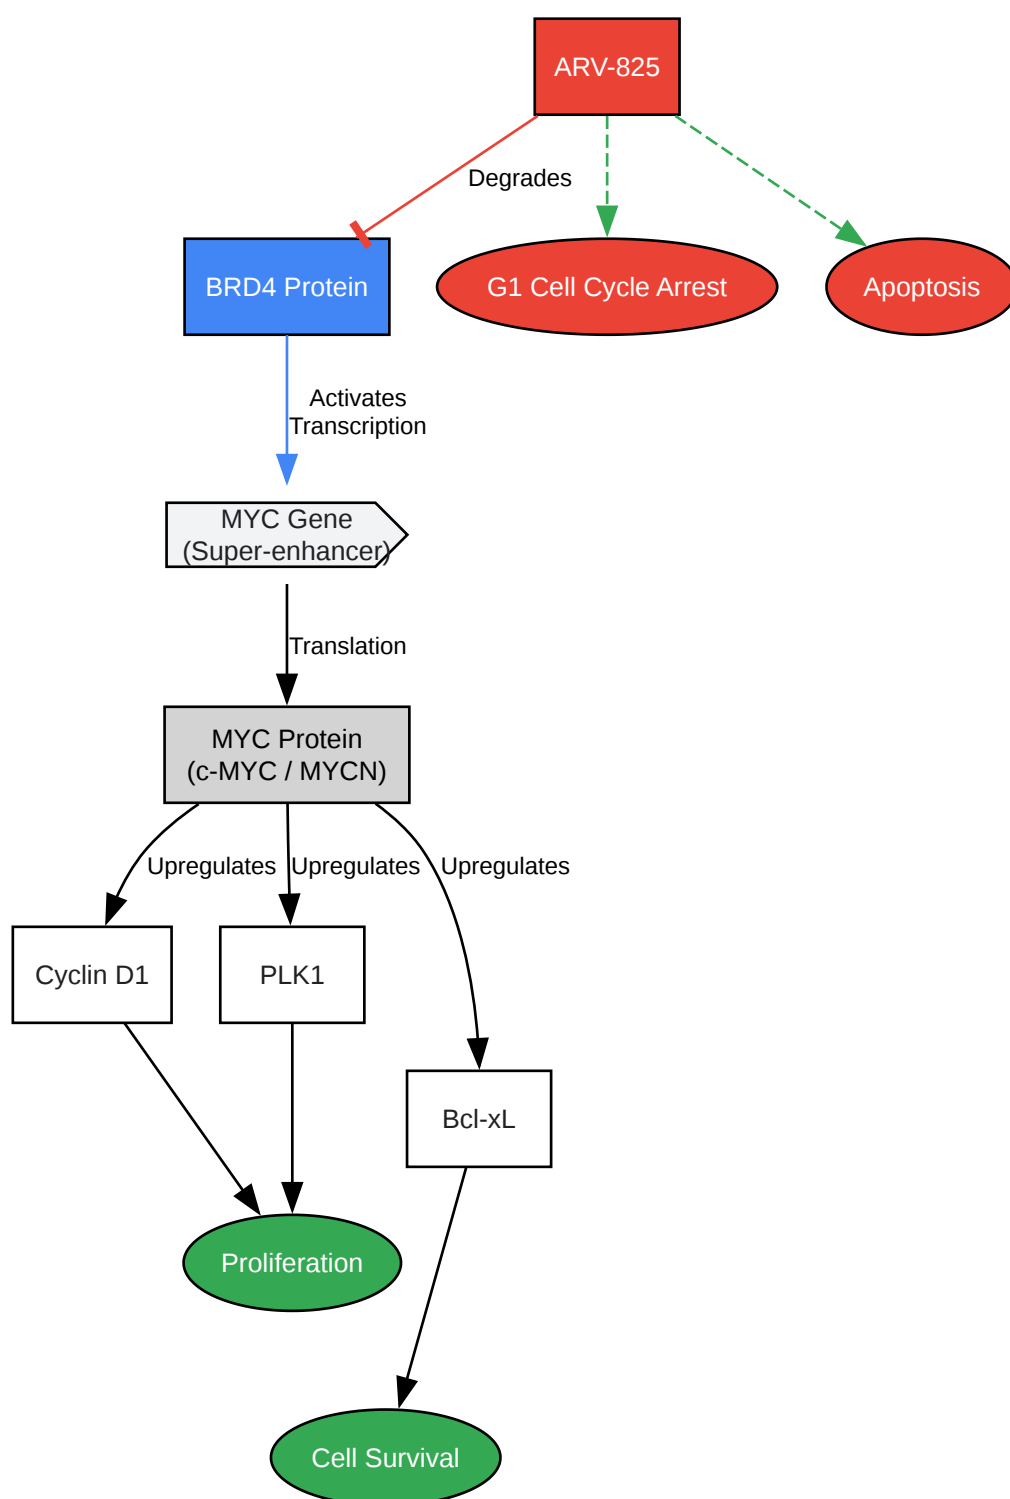 ARV-825
Degrades
BRD4 Protein
G1 Cell Cycle Arrest
Apoptosis
Activates
Transcription
MYC Gene
(Super-enhancer)
Translation
MYC Protein
(c-MYC / MYCN)
Upregulates
Upregulates
Upregulates
Cyclin D1
PLK1
Bcl-xL
Proliferation
Cell Survival